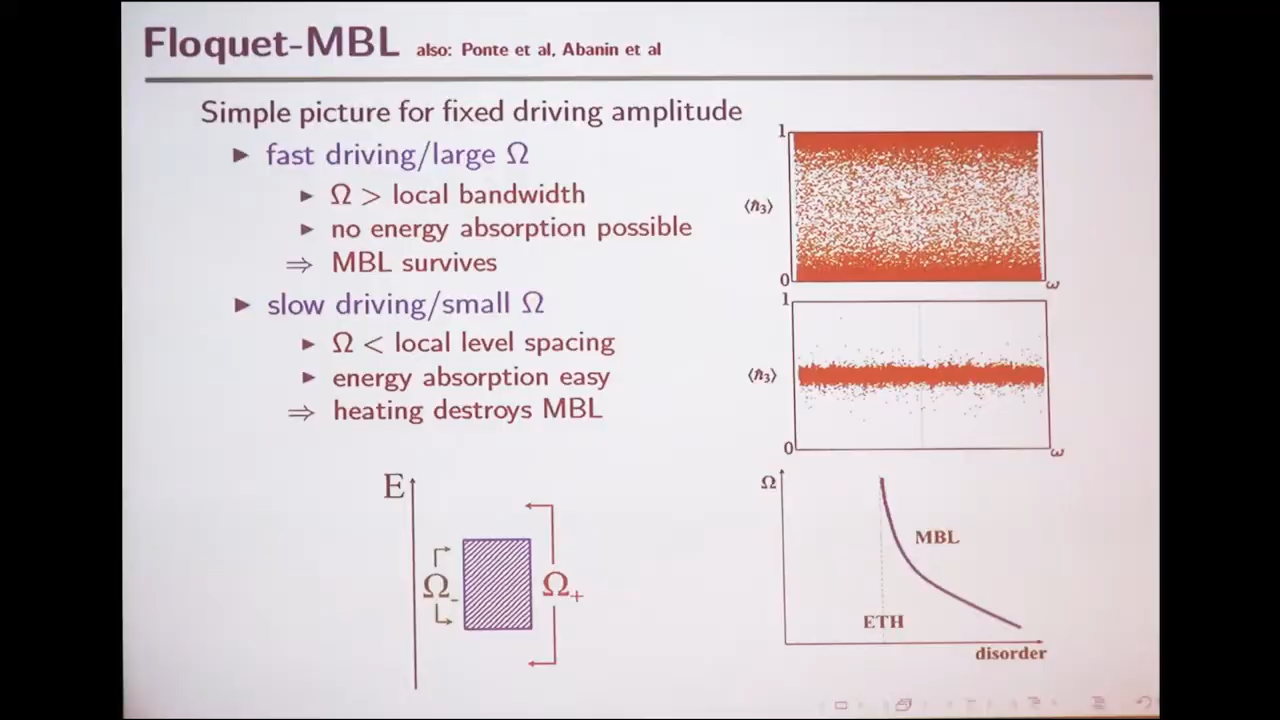 Floquet-MBL also: Ponte et al, Abanin et al
Simple picture for fixed driving amplitude
▶ fast driving/large Ω
▶ Ω > local bandwidth
▶ no energy absorption possible
⇒ MBL survives
▶ slow driving/small Ω
▶ Ω < local level spacing
▶ energy absorption easy
⇒ heating destroys MBL
1
⟨ℏ₃⟩
0
ω
1
⟨ℏ₃⟩
0
ω
E
Ω₋
Ω₊
Ω
MBL
ETH
disorder